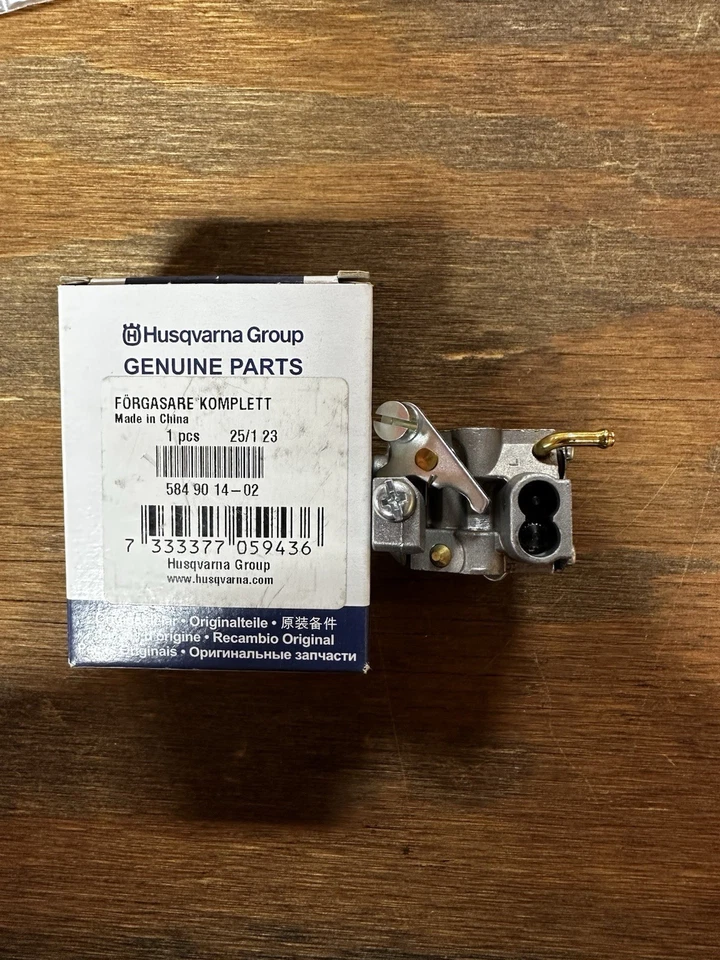 Husqvarna Group
GENUINE PARTS
FÖRGASARE KOMPLETT
Made in China
1 pcs 25/1 23
584 90 14-02
7 333377 059436
Husqvarna Group
www.husqvarna.com
• Originalteile • 原装备件
origine • Recambio Original
• Оригинальные запчасти